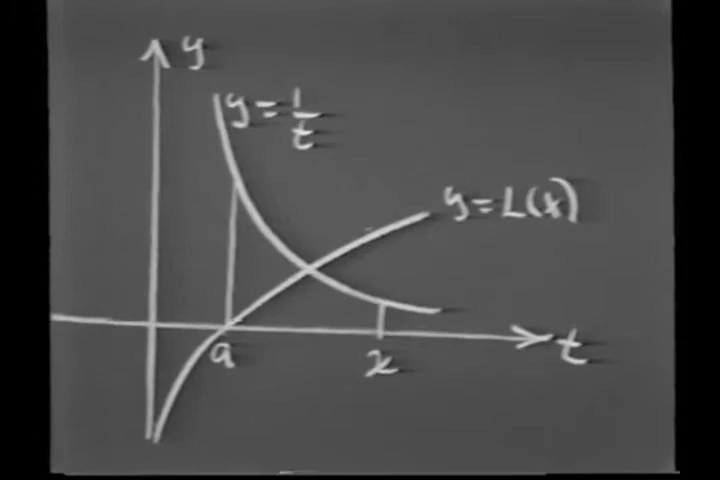 y
y = 1/t
y = L(x)
a
x
t